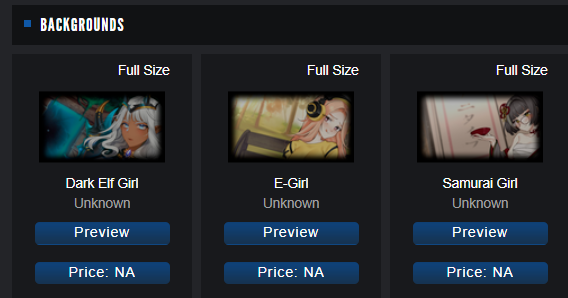 BACKGROUNDS
Full Size
Full Size
Full Size
Dark Elf Girl
E-Girl
Samurai Girl
Unknown
Unknown
Unknown
Preview
Preview
Preview
Price: NA
Price: NA
Price: NA